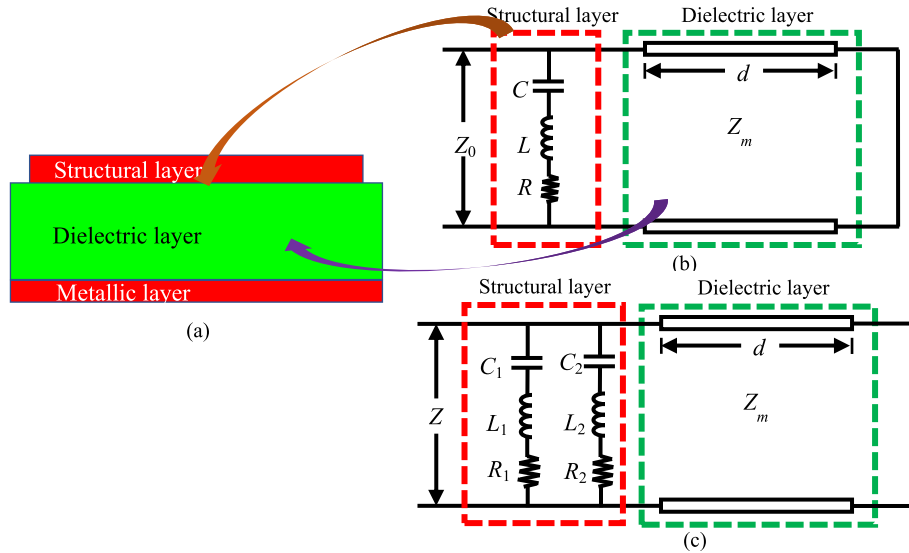 Structural layer
Dielectric layer
Metallic layer
(a)
Structural layer Dielectric layer
Z0
C
L
R
d
Zm
(b)
Structural layer Dielectric layer
Z
C1 C2
L1 L2
R1 R2
d
Zm
(c)